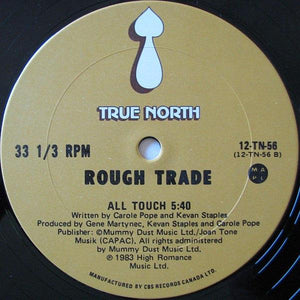 TRUE NORTH
33 1/3 RPM
12-TN-56
(12-TN-56 B)
ROUGH TRADE
M A
P L
ALL TOUCH 5:40
Written by Carole Pope and Kevan Staples
Produced by Gene Martynec, Kevan Staples and Carole Pope
Publisher: ©Mummy Dust Music Ltd./Joan Tone
Musik (CAPAC), All rights administered
by Mummy Dust Music Ltd.
℗ 1983 High Romance
Music Ltd.
MANUFACTURED BY CBS RECORDS CANADA LTD.